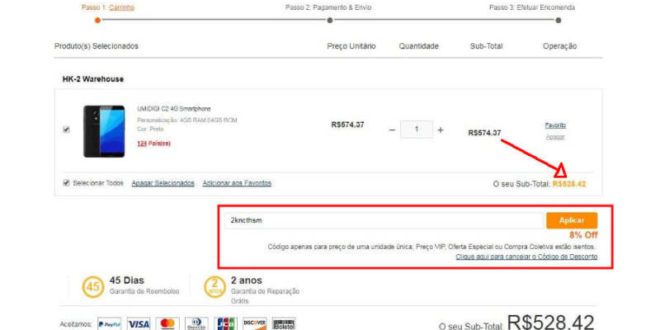 Passo 1: Carrinho
Passo 2: Pagamento & Envio
Passo 3: Efetuar Encomenda
Produto(s) Selecionados Preço Unitário Quantidade Sub-Total Operação
HK-2 Warehouse
UMIDIGI C2 4G Smartphone
Personalização: 4GB RAM 64GB ROM
Cor: Preto
124 Ponto(s)
R$574.37 − 1 + R$574.37
Favorito
Apagar
Selecionar Todos Apagar Selecionados Adicionar aos Favoritos
O seu Sub-Total: R$528.42
2kncthsm Aplicar
8% Off
Código apenas para preço de uma unidade única; Preço VIP, Oferta Especial ou Compra Coletiva estão isentos.
Clique aqui para cancelar o Código de Desconto
45 45 Dias
Garantia de Reembolso
2 2 anos
Garantia de Reparação
Grátis
Aceitamos: PayPal VISA MasterCard JCB DISCOVER Boleto
O seu Sub-Total: R$528.42